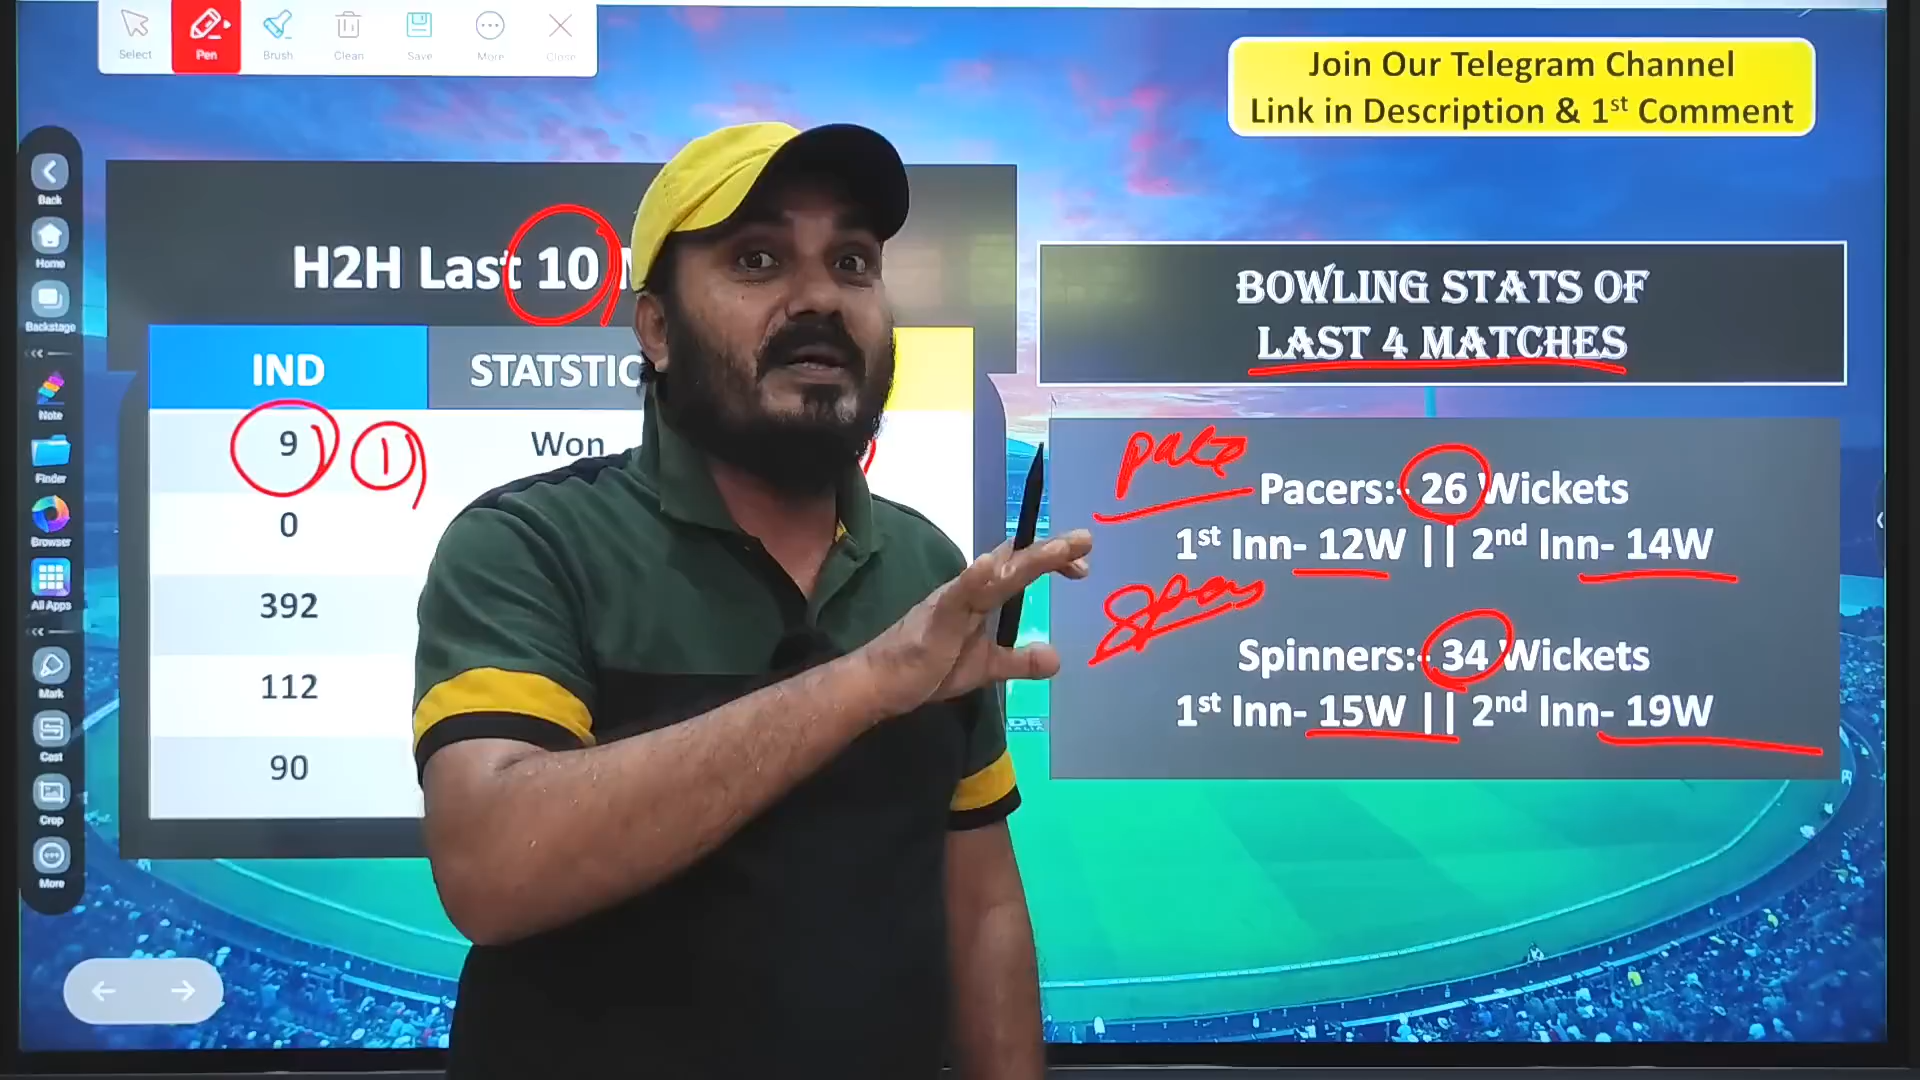 Select Pen Brush Clean Save More Close
Join Our Telegram Channel
Link in Description & 1st Comment
Back
Home
Backstage
Note
Finder
Browser
All Apps
Mark
Cast
Crop
More
H2H Last 10
IND STATSTIC
9 1 Won
0
392
112
90
BOWLING STATS OF
LAST 4 MATCHES
pace
Pacers:- 26 Wickets
1st Inn- 12W || 2nd Inn- 14W
Spinners:- 34 Wickets
1st Inn- 15W || 2nd Inn- 19W